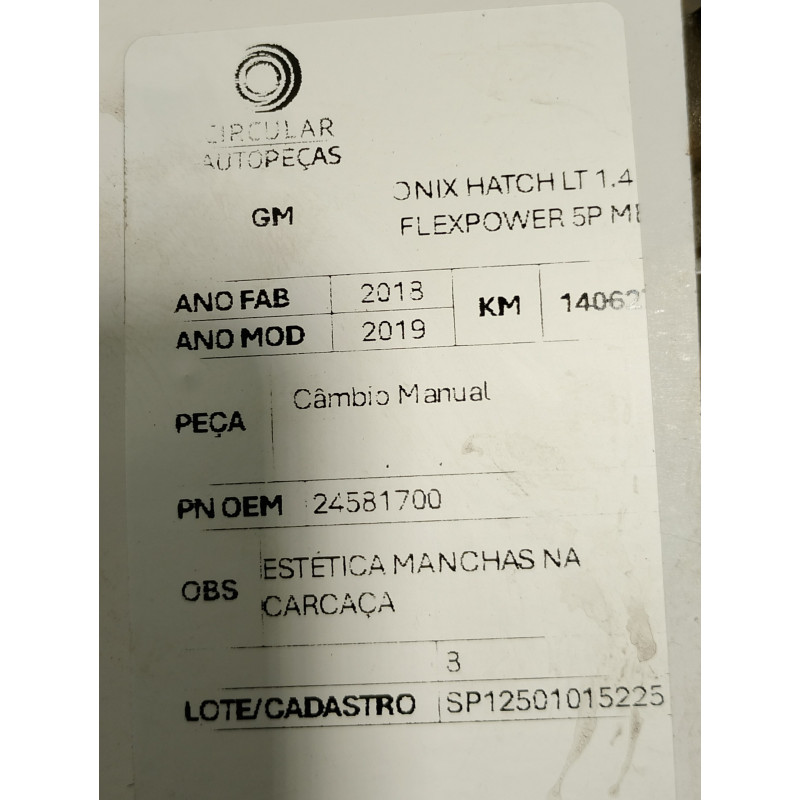 CIRCULAR
AUTOPEÇAS
GM
ONIX HATCH LT 1.4
FLEXPOWER 5P
ANO FAB 2018
ANO MOD 2019
KM
PEÇA Câmbio Manual
PN OEM 24581700
OBS ESTÉTICA MANCHAS NA
CARCAÇA
3
LOTE/CADASTRO SP12501015225